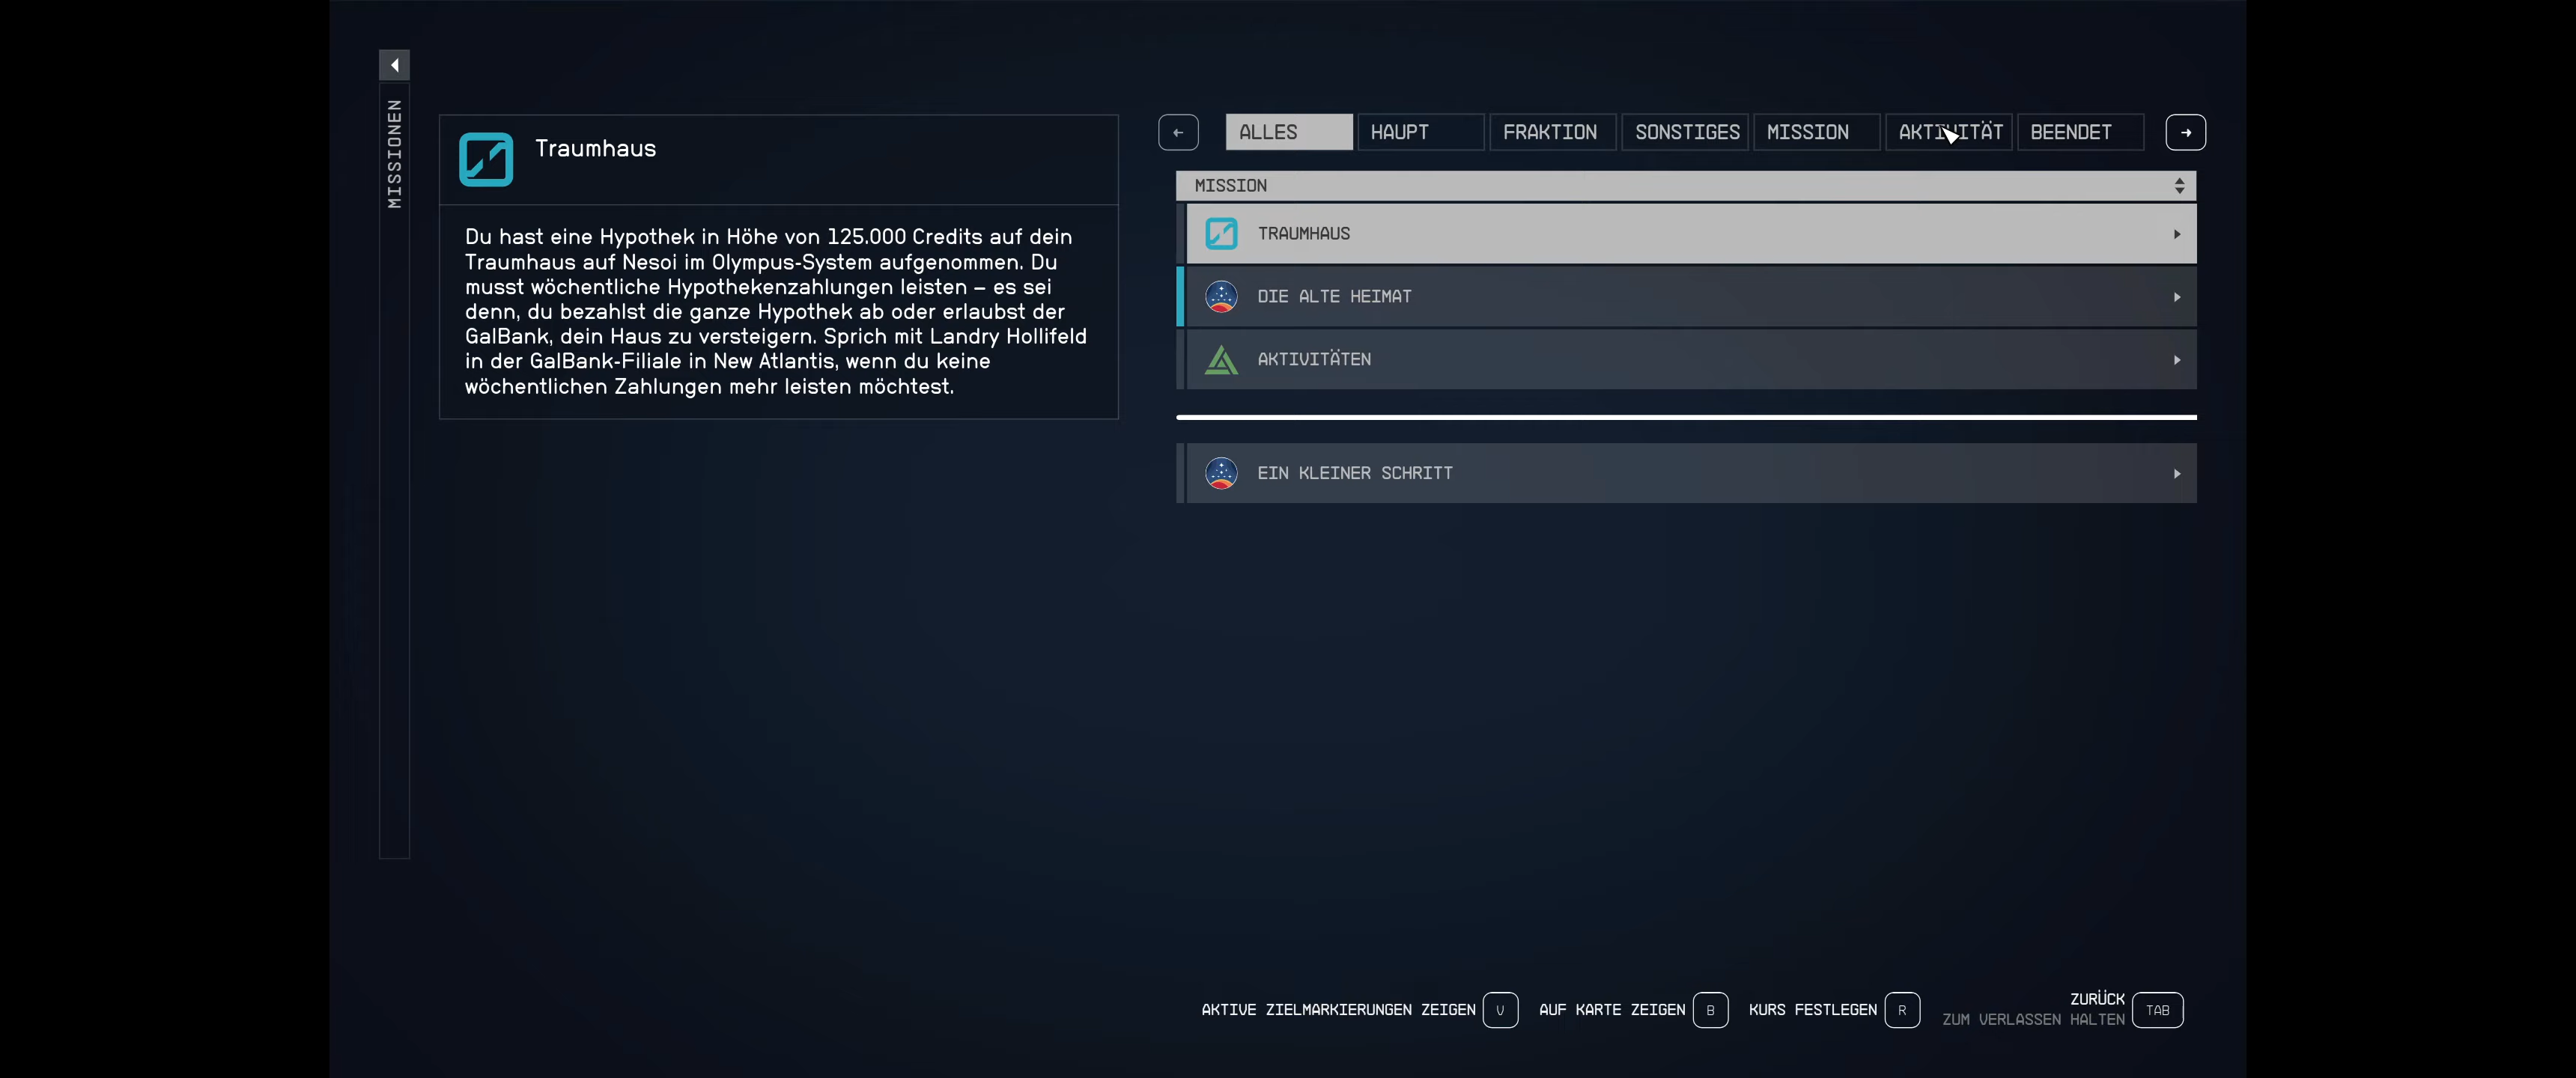 MISSIONEN
Traumhaus
Du hast eine Hypothek in Höhe von 125.000 Credits auf dein
Traumhaus auf Nesoi im Olympus-System aufgenommen. Du
musst wöchentliche Hypothekenzahlungen leisten – es sei
denn, du bezahlst die ganze Hypothek ab oder erlaubst der
GalBank, dein Haus zu versteigern. Sprich mit Landry Hollifeld
in der GalBank-Filiale in New Atlantis, wenn du keine
wöchentlichen Zahlungen mehr leisten möchtest.
ALLES HAUPT FRAKTION SONSTIGES MISSION AKTIVITÄT BEENDET
MISSION
TRAUMHAUS
DIE ALTE HEIMAT
AKTIVITÄTEN
EIN KLEINER SCHRITT
AKTIVE ZIELMARKIERUNGEN ZEIGEN V AUF KARTE ZEIGEN B KURS FESTLEGEN R ZURÜCK TAB
ZUM VERLASSEN HALTEN